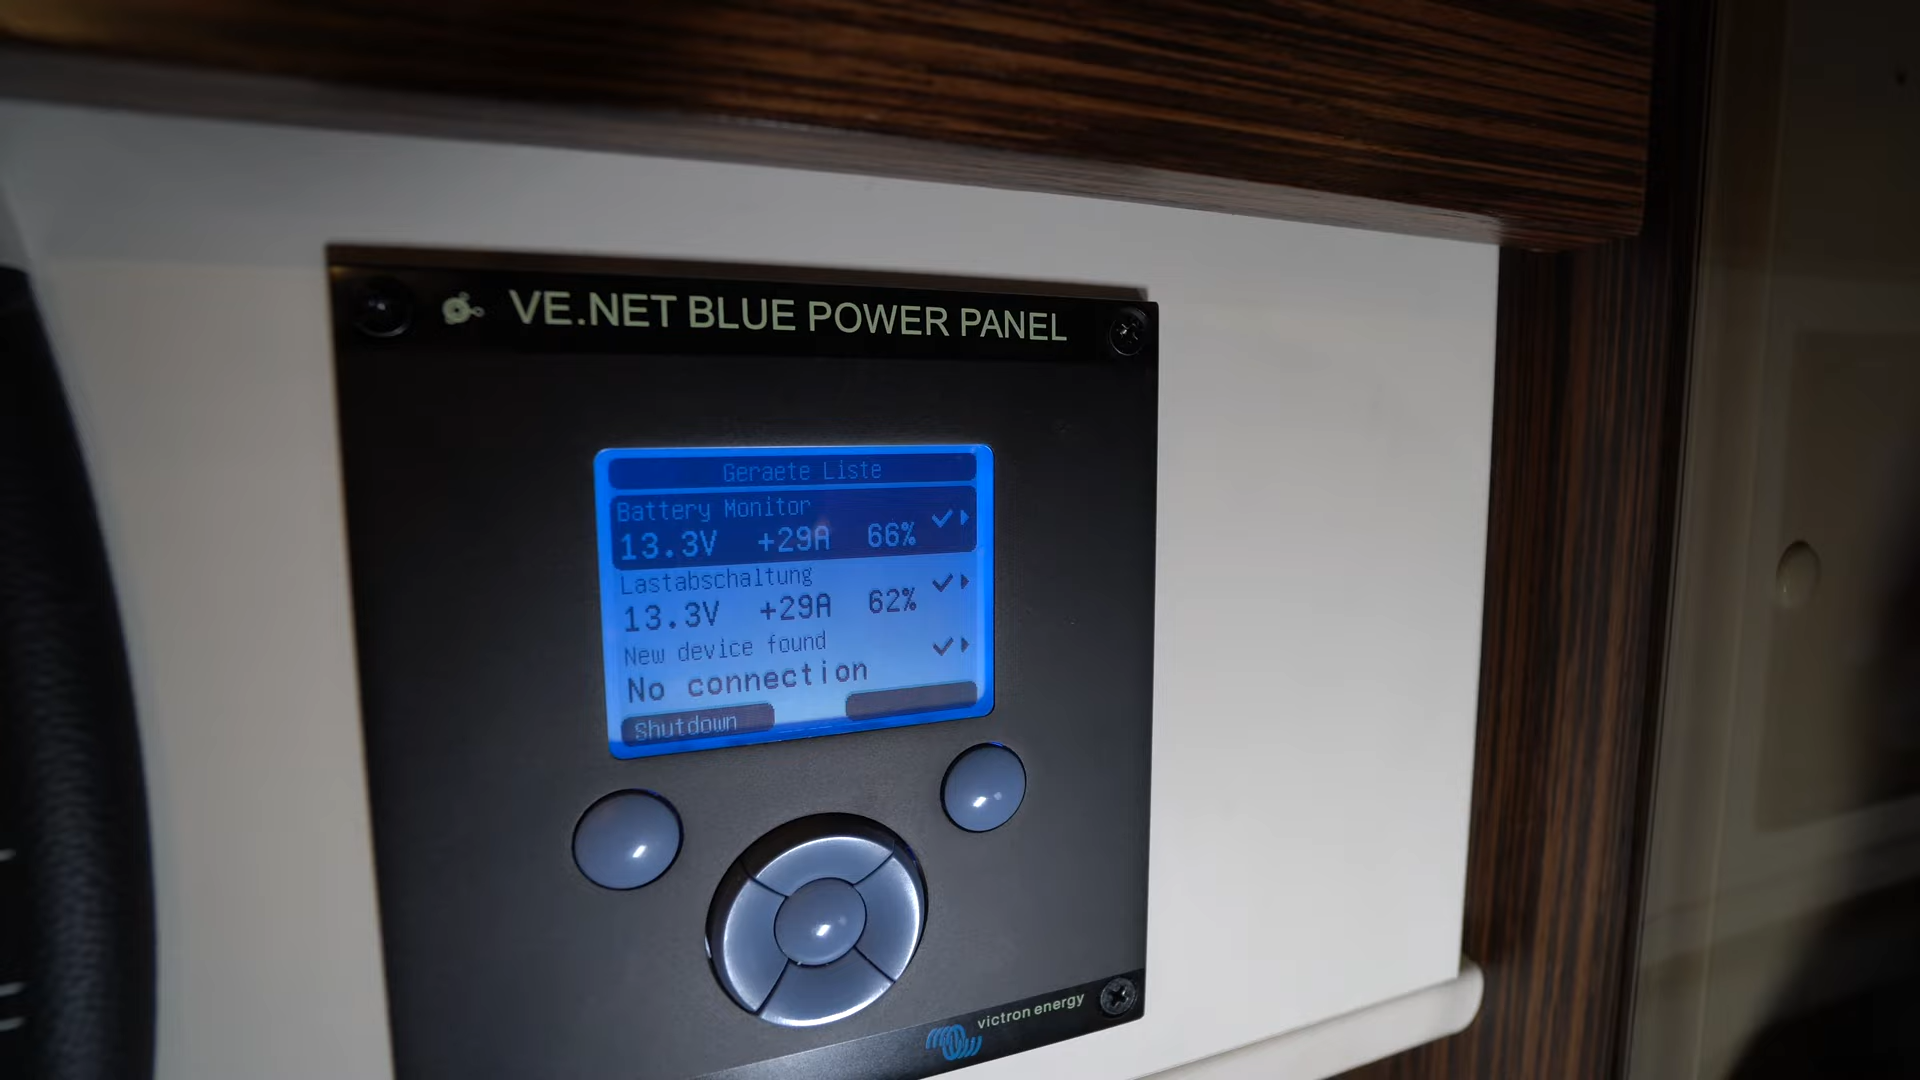 VE.NET BLUE POWER PANEL
Geraete Liste
Battery Monitor
13.3V +29A 66%
Lastabschaltung
13.3V +29A 62%
New device found
No connection
Shutdown
victron energy